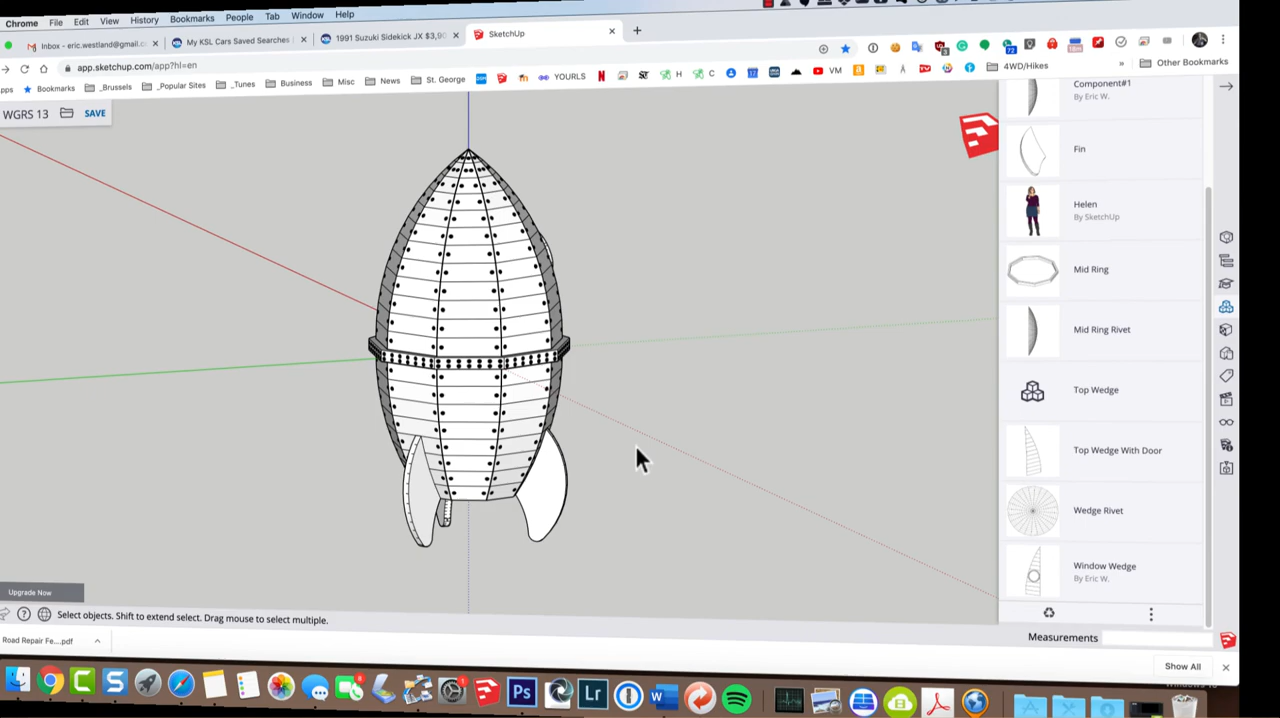 Chrome File Edit View History Bookmarks People Tab Window Help
Inbox - eric.westland@gmail.c
My KSL Cars Saved Searches
1991 Suzuki Sidekick JX $3,90
SketchUp
app.sketchup.com/app?hl=en
Bookmarks _Brussels _Popular Sites _Tunes Business Misc News St. George YOURLS H C VM 4WD/Hikes » Other Bookmarks
WGRS 13 SAVE
Component#1
By Eric W.
Fin
Helen
By SketchUp
Mid Ring
Mid Ring Rivet
Top Wedge
Top Wedge With Door
Wedge Rivet
Window Wedge
By Eric W.
Upgrade Now
Select objects. Shift to extend select. Drag mouse to select multiple.
Measurements
Road Repair Fe....pdf
Show All
Ps
Lr